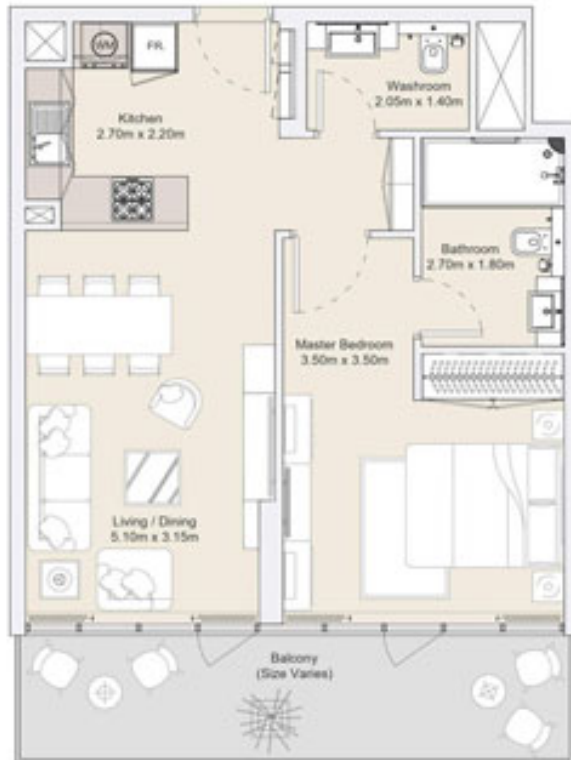 WM
FR.
Washroom
2.05m x 1.40m
Kitchen
2.70m x 2.20m
Bathroom
2.70m x 1.80m
Master Bedroom
3.50m x 3.50m
Living / Dining
5.10m x 3.15m
Balcony
(Size Varies)